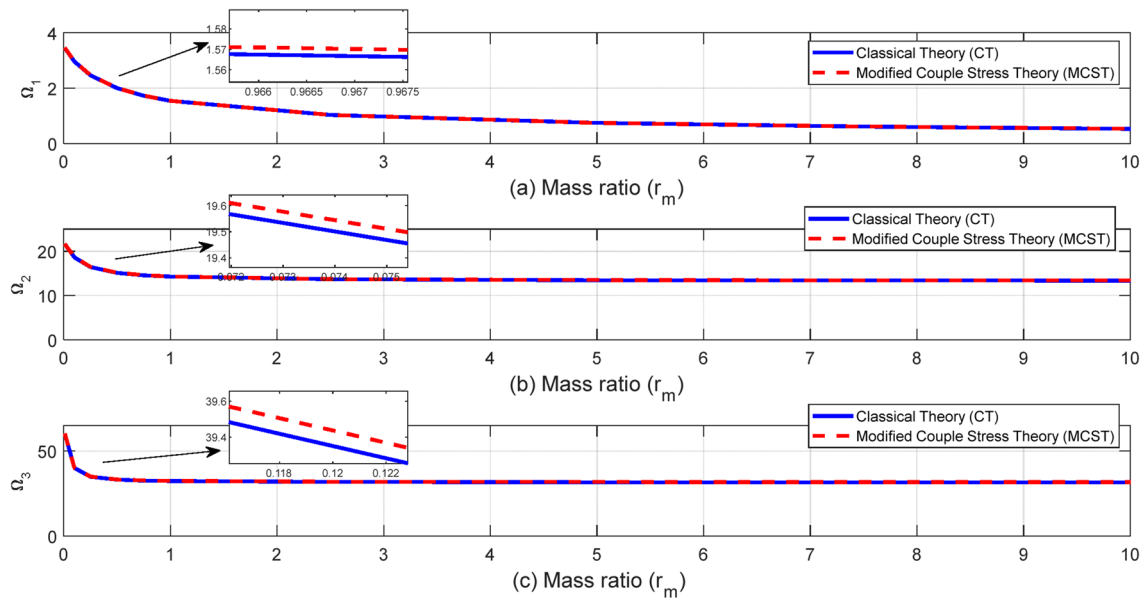 1.58
1.57
1.56
0.966 0.9665 0.967 0.9675
4
2
0
Ω1
Classical Theory (CT)
Modified Couple Stress Theory (MCST)
0 1 2 3 4 5 6 7 8 9 10
(a) Mass ratio (rm)
19.6
19.5
19.4
0.072 0.073 0.074 0.075
20
10
0
Ω2
Classical Theory (CT)
Modified Couple Stress Theory (MCST)
0 1 2 3 4 5 6 7 8 9 10
(b) Mass ratio (rm)
39.6
39.4
0.118 0.12 0.122
50
0
Ω3
Classical Theory (CT)
Modified Couple Stress Theory (MCST)
0 1 2 3 4 5 6 7 8 9 10
(c) Mass ratio (rm)